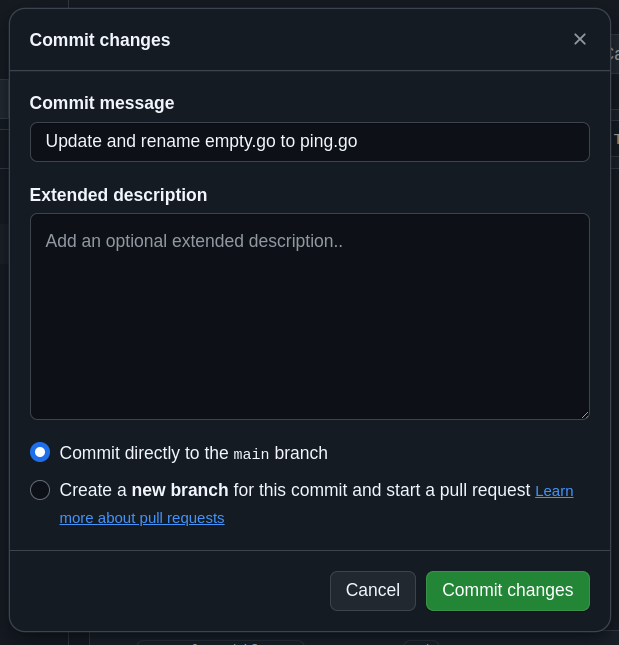 Commit changes
Commit message
Update and rename empty.go to ping.go
Extended description
Add an optional extended description..
Commit directly to the main branch
Create a new branch for this commit and start a pull request Learn
more about pull requests
Cancel
Commit changes